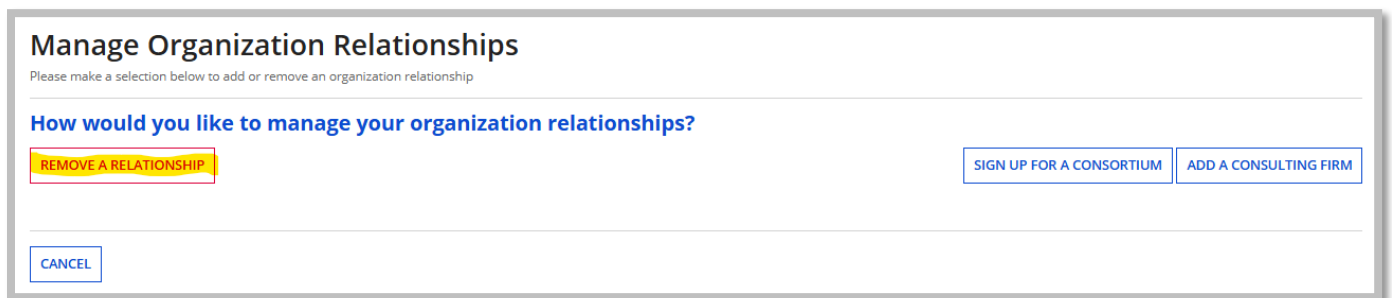 Manage Organization Relationships
Please make a selection below to add or remove an organization relationship
How would you like to manage your organization relationships?
REMOVE A RELATIONSHIP
SIGN UP FOR A CONSORTIUM
ADD A CONSULTING FIRM
CANCEL